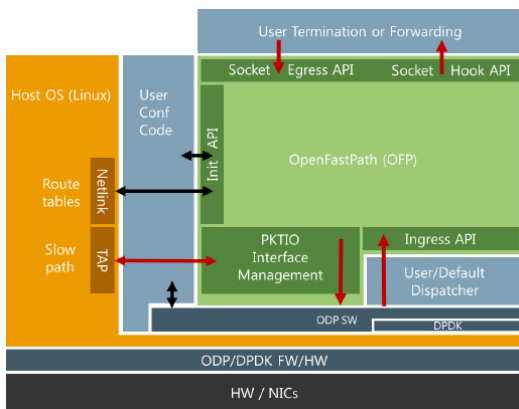 User Termination or Forwarding
Socket Egress API
Socket Hook API
Host OS (Linux)
User
Conf
Code
Init API
OpenFastPath (OFP)
Route
tables
Netlink
Slow
path
TAP
PKTIO
Interface
Management
Ingress API
User/Default
Dispatcher
ODP SW
DPDK
ODP/DPDK FW/HW
HW / NICs